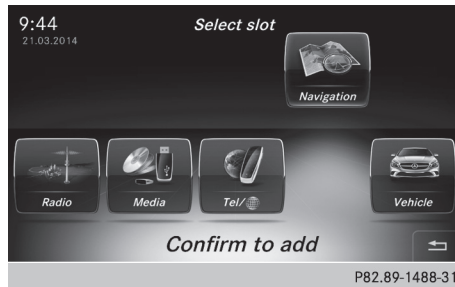 9:44
Select slot
21.03.2014
Navigation
Radio
Media
Tel/
Vehicle
Confirm to add
P82.89-1488-31